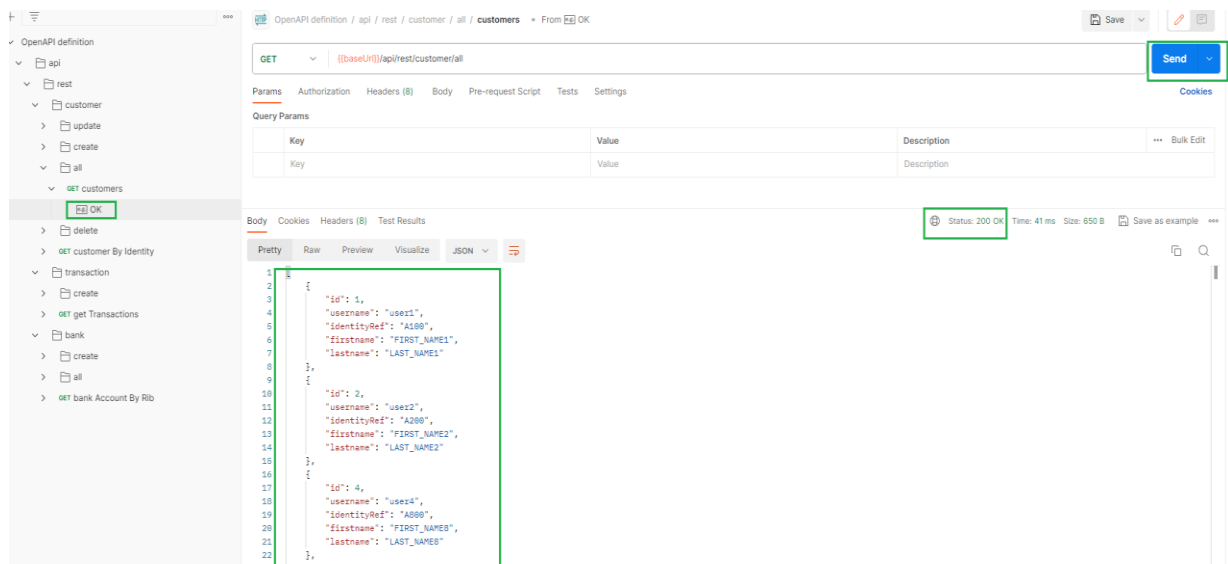 OpenAPI definition / api / rest / customer / all / customers From e.g. OK Save
OpenAPI definition
api
rest
customer
update
create
all
GET customers
e.g. OK
delete
GET customer By Identity
transaction
create
GET get Transactions
bank
create
all
GET bank Account By Rib
GET {{baseUrl}}/api/rest/customer/all Send
Params Authorization Headers (8) Body Pre-request Script Tests Settings Cookies
Query Params
Key Value Description Bulk Edit
Key Value Description
Body Cookies Headers (8) Test Results Status: 200 OK Time: 41 ms Size: 650 B Save as example
Pretty Raw Preview Visualize JSON
1 [
2 {
3 "id": 1,
4 "username": "user1",
5 "identityRef": "A100",
6 "firstname": "FIRST_NAME1",
7 "lastname": "LAST_NAME1"
8 },
9 {
10 "id": 2,
11 "username": "user2",
12 "identityRef": "A200",
13 "firstname": "FIRST_NAME2",
14 "lastname": "LAST_NAME2"
15 },
16 {
17 "id": 4,
18 "username": "user4",
19 "identityRef": "A800",
20 "firstname": "FIRST_NAME8",
21 "lastname": "LAST_NAME8"
22 },